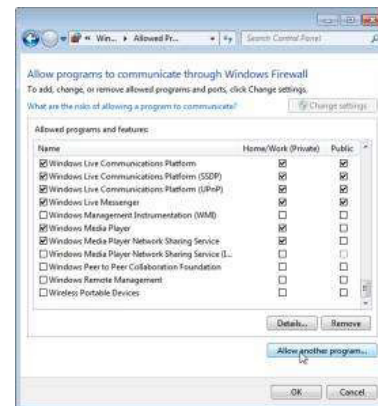 « Win... ▸ Allowed Pr...
Search Control Panel
Allow programs to communicate through Windows Firewall
To add, change, or remove allowed programs and ports, click Change settings.
What are the risks of allowing a program to communicate?
Change settings
Allowed programs and features:
Name Home/Work (Private) Public
Windows Live Communications Platform
Windows Live Communications Platform (SSDP)
Windows Live Communications Platform (UPnP)
Windows Live Messenger
Windows Management Instrumentation (WMI)
Windows Media Player
Windows Media Player Network Sharing Service
Windows Media Player Network Sharing Service (I...
Windows Peer to Peer Collaboration Foundation
Windows Remote Management
Wireless Portable Devices
Details... Remove
Allow another program...
OK Cancel